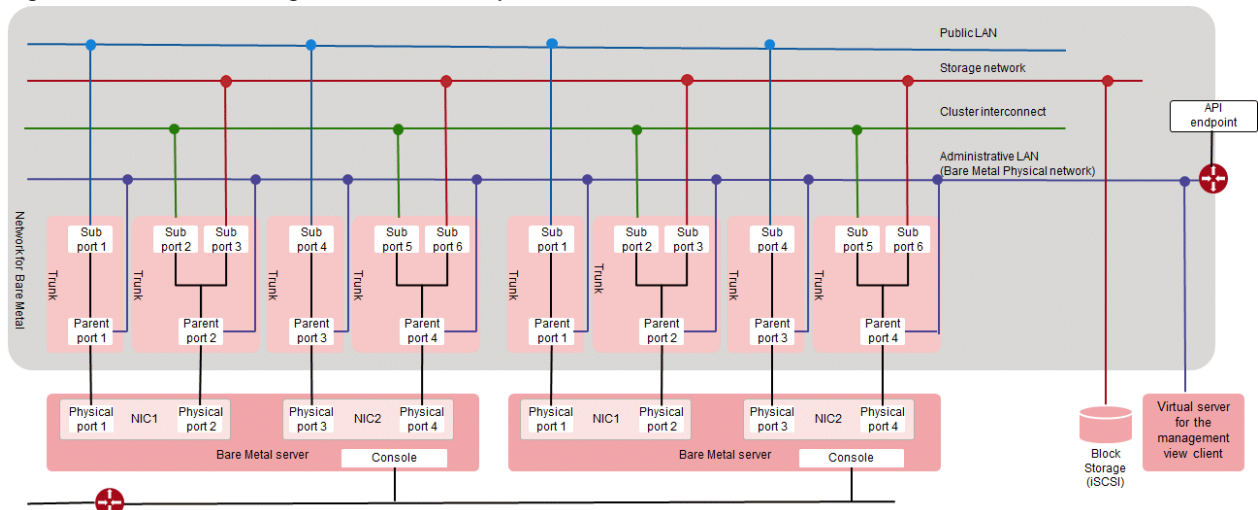 Public LAN
Storage network
Cluster interconnect
API
endpoint
Administrative LAN
(Bare Metal Physical network)
Network for Bare Metal
Sub
port 1
Sub
port 2
Sub
port 3
Sub
port 4
Sub
port 5
Sub
port 6
Sub
port 1
Sub
port 2
Sub
port 3
Sub
port 4
Sub
port 5
Sub
port 6
Trunk
Trunk
Trunk
Trunk
Trunk
Trunk
Trunk
Trunk
Parent
port 1
Parent
port 2
Parent
port 3
Parent
port 4
Parent
port 1
Parent
port 2
Parent
port 3
Parent
port 4
Physical
port 1
NIC1
Physical
port 2
Physical
port 3
NIC2
Physical
port 4
Bare Metal server
Console
Physical
port 1
NIC1
Physical
port 2
Physical
port 3
NIC2
Physical
port 4
Bare Metal server
Console
Block
Storage
(iSCSI)
Virtual server
for the
management
view client